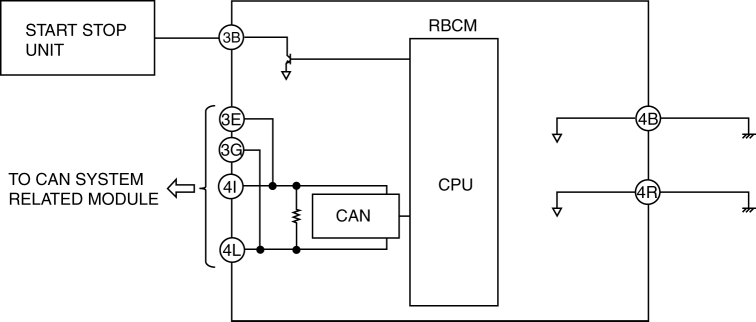 START STOP
UNIT
3B
RBCM
3E
3G
4I
4L
TO CAN SYSTEM
RELATED MODULE
CAN
CPU
4B
4R